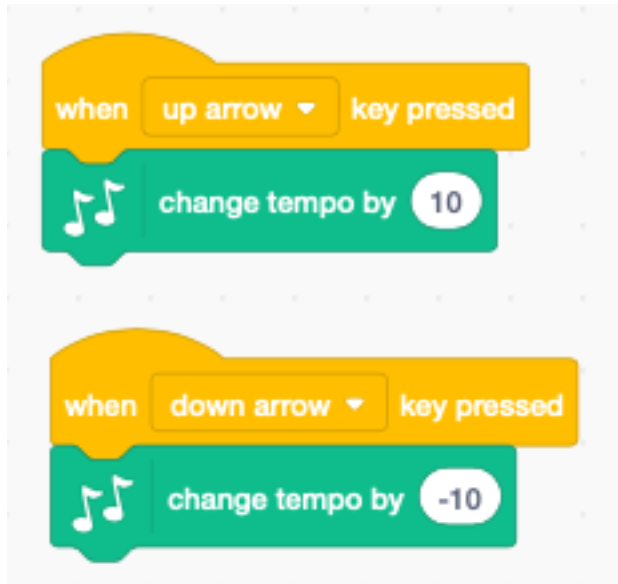 when up arrow key pressed
change tempo by 10
when down arrow key pressed
change tempo by -10